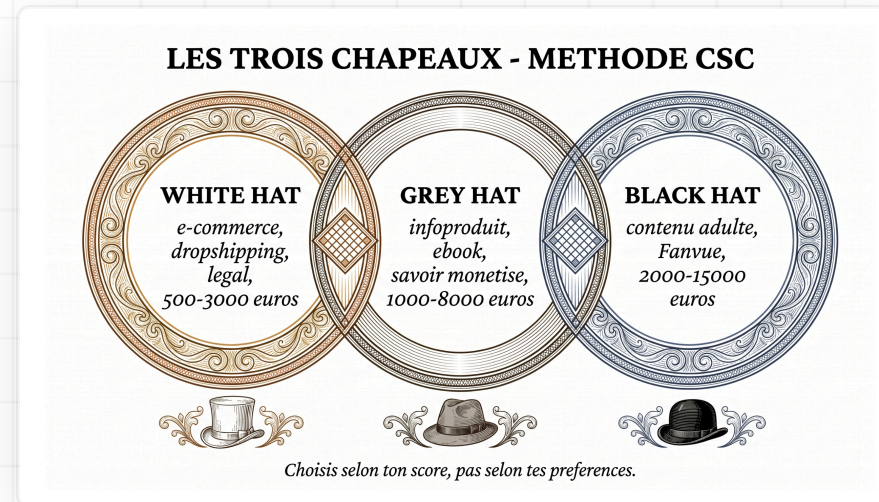 LES TROIS CHAPEAUX - METHODE CSC
WHITE HAT
e-commerce,
dropshipping,
legal,
500-3000 euros
GREY HAT
infoproduit,
ebook,
savoir monetise,
1000-8000 euros
BLACK HAT
contenu adulte,
Fanvue,
2000-15000
euros
Choisis selon ton score, pas selon tes preferences.